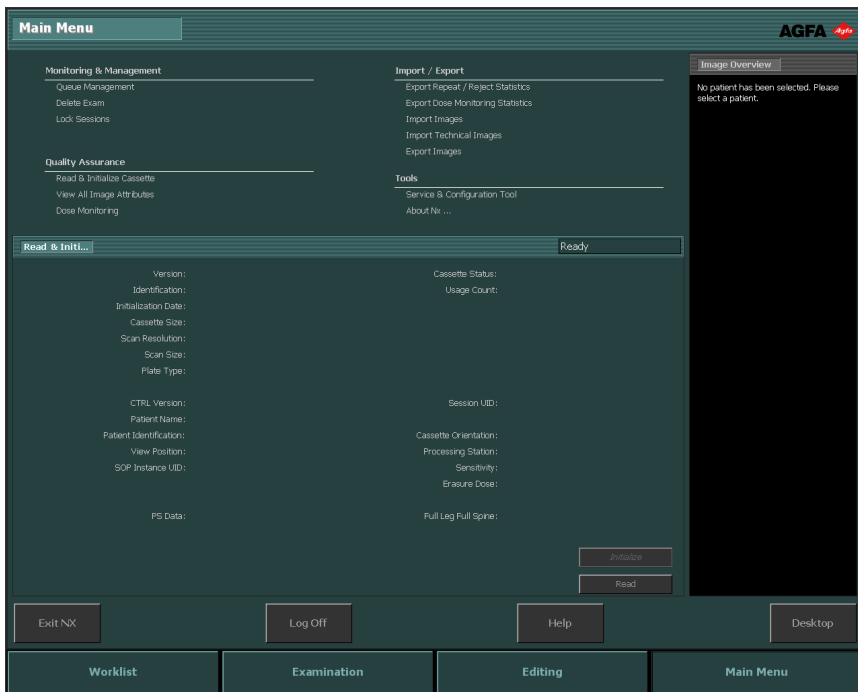 Main Menu
AGFA Agfa
Monitoring & Management
Queue Management
Delete Exam
Lock Sessions
Quality Assurance
Read & Initialize Cassette
View All Image Attributes
Dose Monitoring
Import / Export
Export Repeat / Reject Statistics
Export Dose Monitoring Statistics
Import Images
Import Technical Images
Export Images
Tools
Service & Configuration Tool
About Nx ...
Image Overview
No patient has been selected. Please
select a patient.
Read & Initi...
Ready
Version:
Identification:
Initialization Date:
Cassette Size:
Scan Resolution:
Scan Size:
Plate Type:
Cassette Status:
Usage Count:
CTRL Version:
Patient Name:
Patient Identification:
View Position:
SOP Instance UID:
Session UID:
Cassette Orientation:
Processing Station:
Sensitivity:
Erasure Dose:
PS Data:
Full Leg Full Spine:
Initialize
Read
Exit NX
Log Off
Help
Desktop
Worklist
Examination
Editing
Main Menu